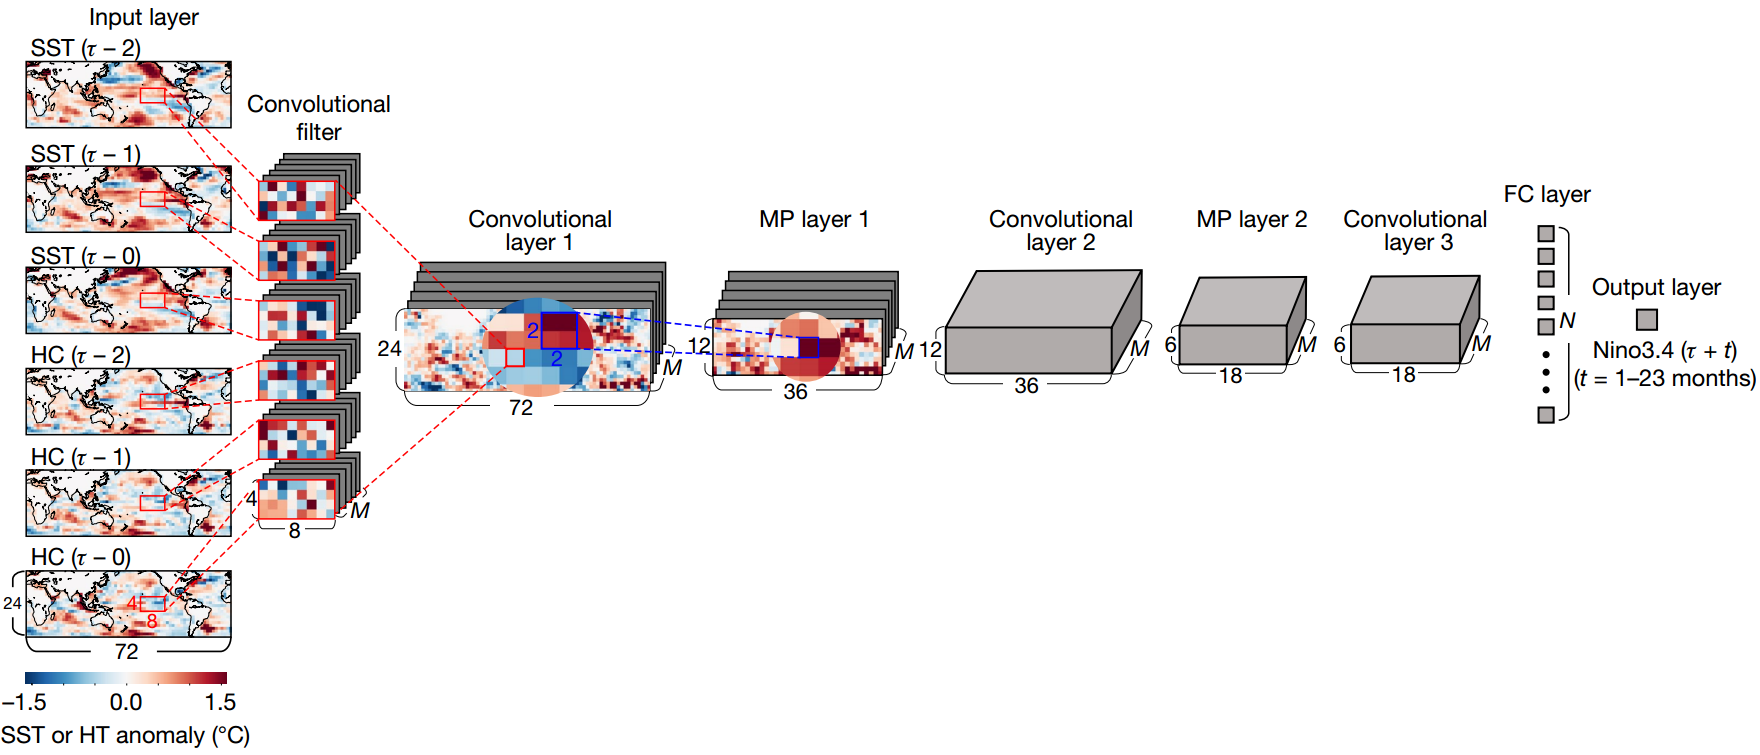 Input layer
SST (τ – 2)
SST (τ – 1)
SST (τ – 0)
HC (τ – 2)
HC (τ – 1)
HC (τ – 0)
24
4
8
72
–1.5
0.0
1.5
SST or HT anomaly (°C)
Convolutional
filter
4
8
M
Convolutional
layer 1
24
2
2
M
72
MP layer 1
12
M
36
Convolutional
layer 2
12
M
36
MP layer 2
6
M
18
Convolutional
layer 3
6
M
18
FC layer
N
Output layer
Nino3.4 (τ + t)
(t = 1–23 months)